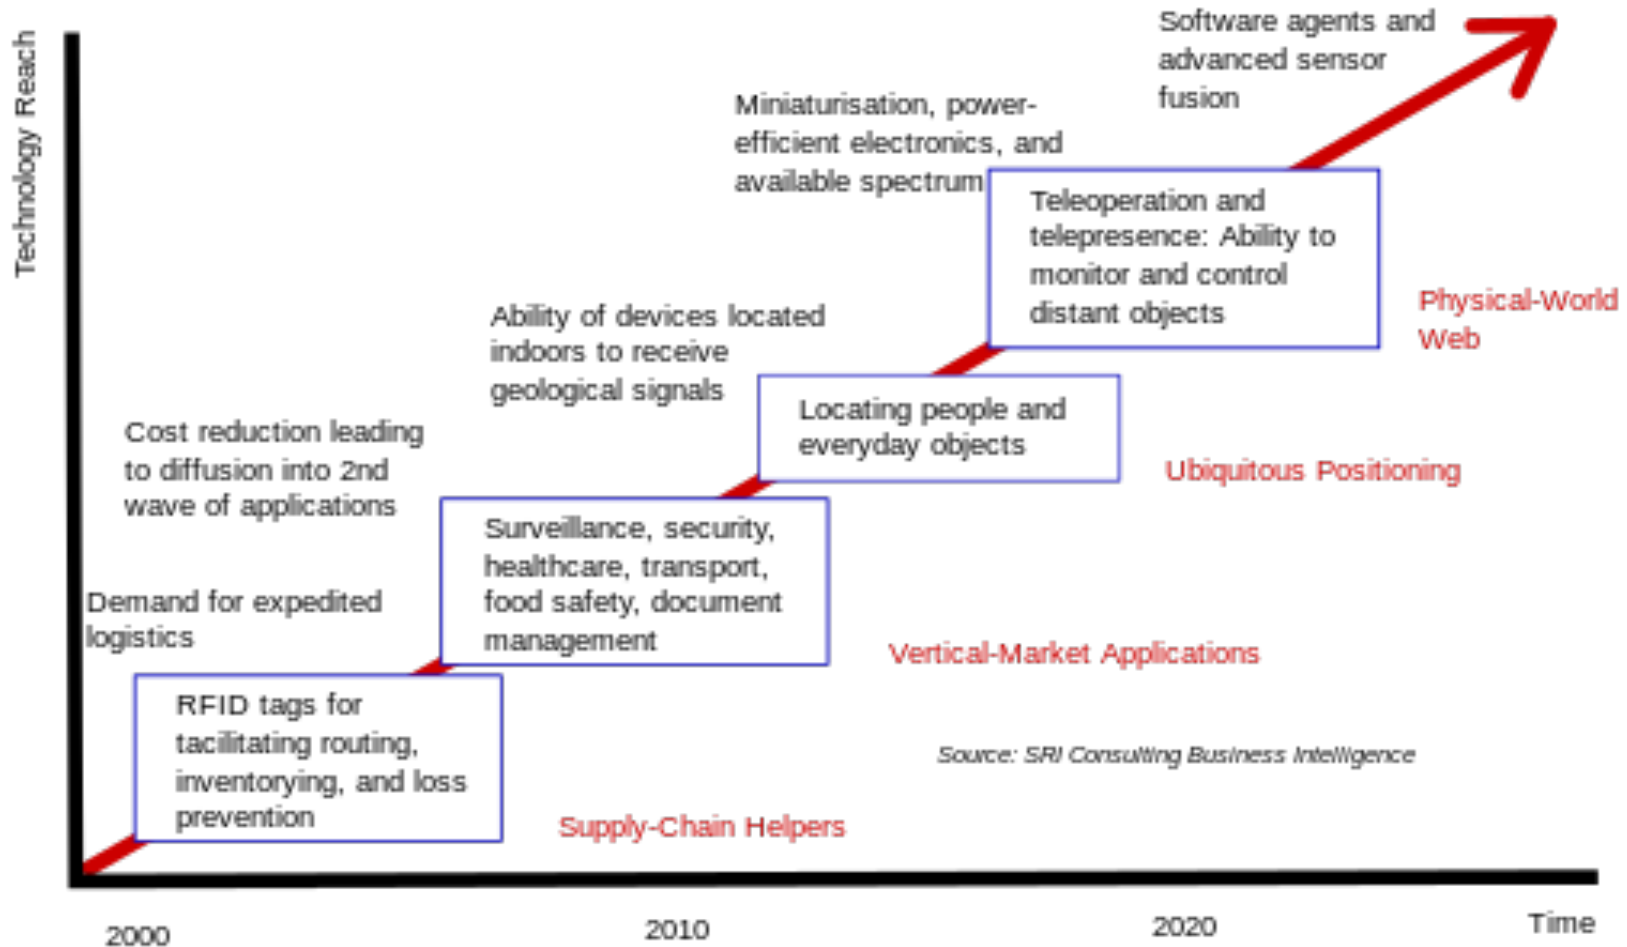 Technology Reach
Software agents and
advanced sensor
fusion
Miniaturisation, power-
efficient electronics, and
available spectrum
Teleoperation and
telepresence: Ability to
monitor and control
distant objects
Physical-World
Web
Ability of devices located
indoors to receive
geological signals
Locating people and
everyday objects
Ubiquitous Positioning
Cost reduction leading
to diffusion into 2nd
wave of applications
Surveillance, security,
healthcare, transport,
food safety, document
management
Vertical-Market Applications
Demand for expedited
logistics
RFID tags for
tacilitating routing,
inventorying, and loss
prevention
Supply-Chain Helpers
Source: SRI Consulting Business Intelligence
2000
2010
2020
Time